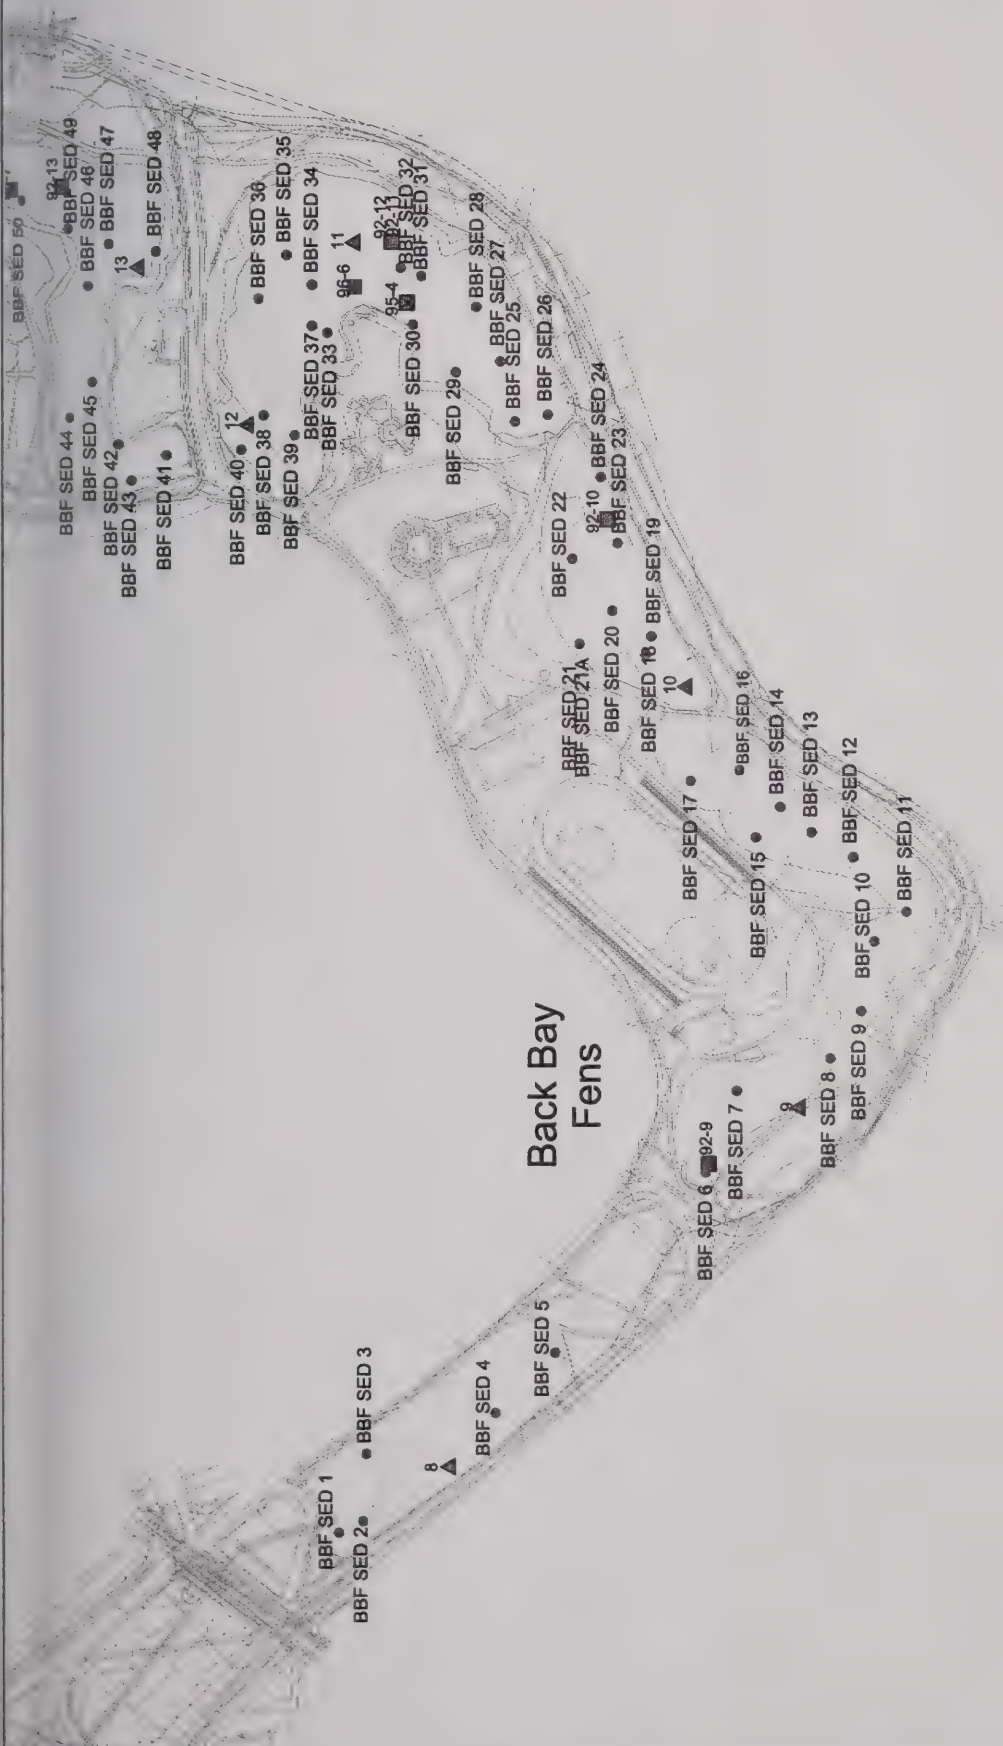 BBF SED 1
BBF SED 2
BBF SED 3
8
BBF SED 4
BBF SED 5
Back Bay
Fens
BBF SED 6
92-9
BBF SED 7
9
BBF SED 8
BBF SED 9
BBF SED 10
BBF SED 11
BBF SED 12
BBF SED 13
BBF SED 14
BBF SED 15
BBF SED 16
BBF SED 17
10
BBF SED 18
BBF SED 19
BBF SED 20
BBF SED 21
BBF SED 21A
BBF SED 22
92-10
BBF SED 23
BBF SED 24
BBF SED 25
BBF SED 26
BBF SED 27
BBF SED 28
BBF SED 29
BBF SED 30
95-4
BBF SED 31
BBF SED 32
92-11
92-12
11
96-6
BBF SED 33
BBF SED 37
BBF SED 34
BBF SED 35
BBF SED 36
BBF SED 39
BBF SED 38
12
BBF SED 40
BBF SED 41
BBF SED 43
BBF SED 42
BBF SED 45
BBF SED 44
13
BBF SED 48
BBF SED 47
BBF SED 46
BBF SED 49
92-13
BBF SED 50